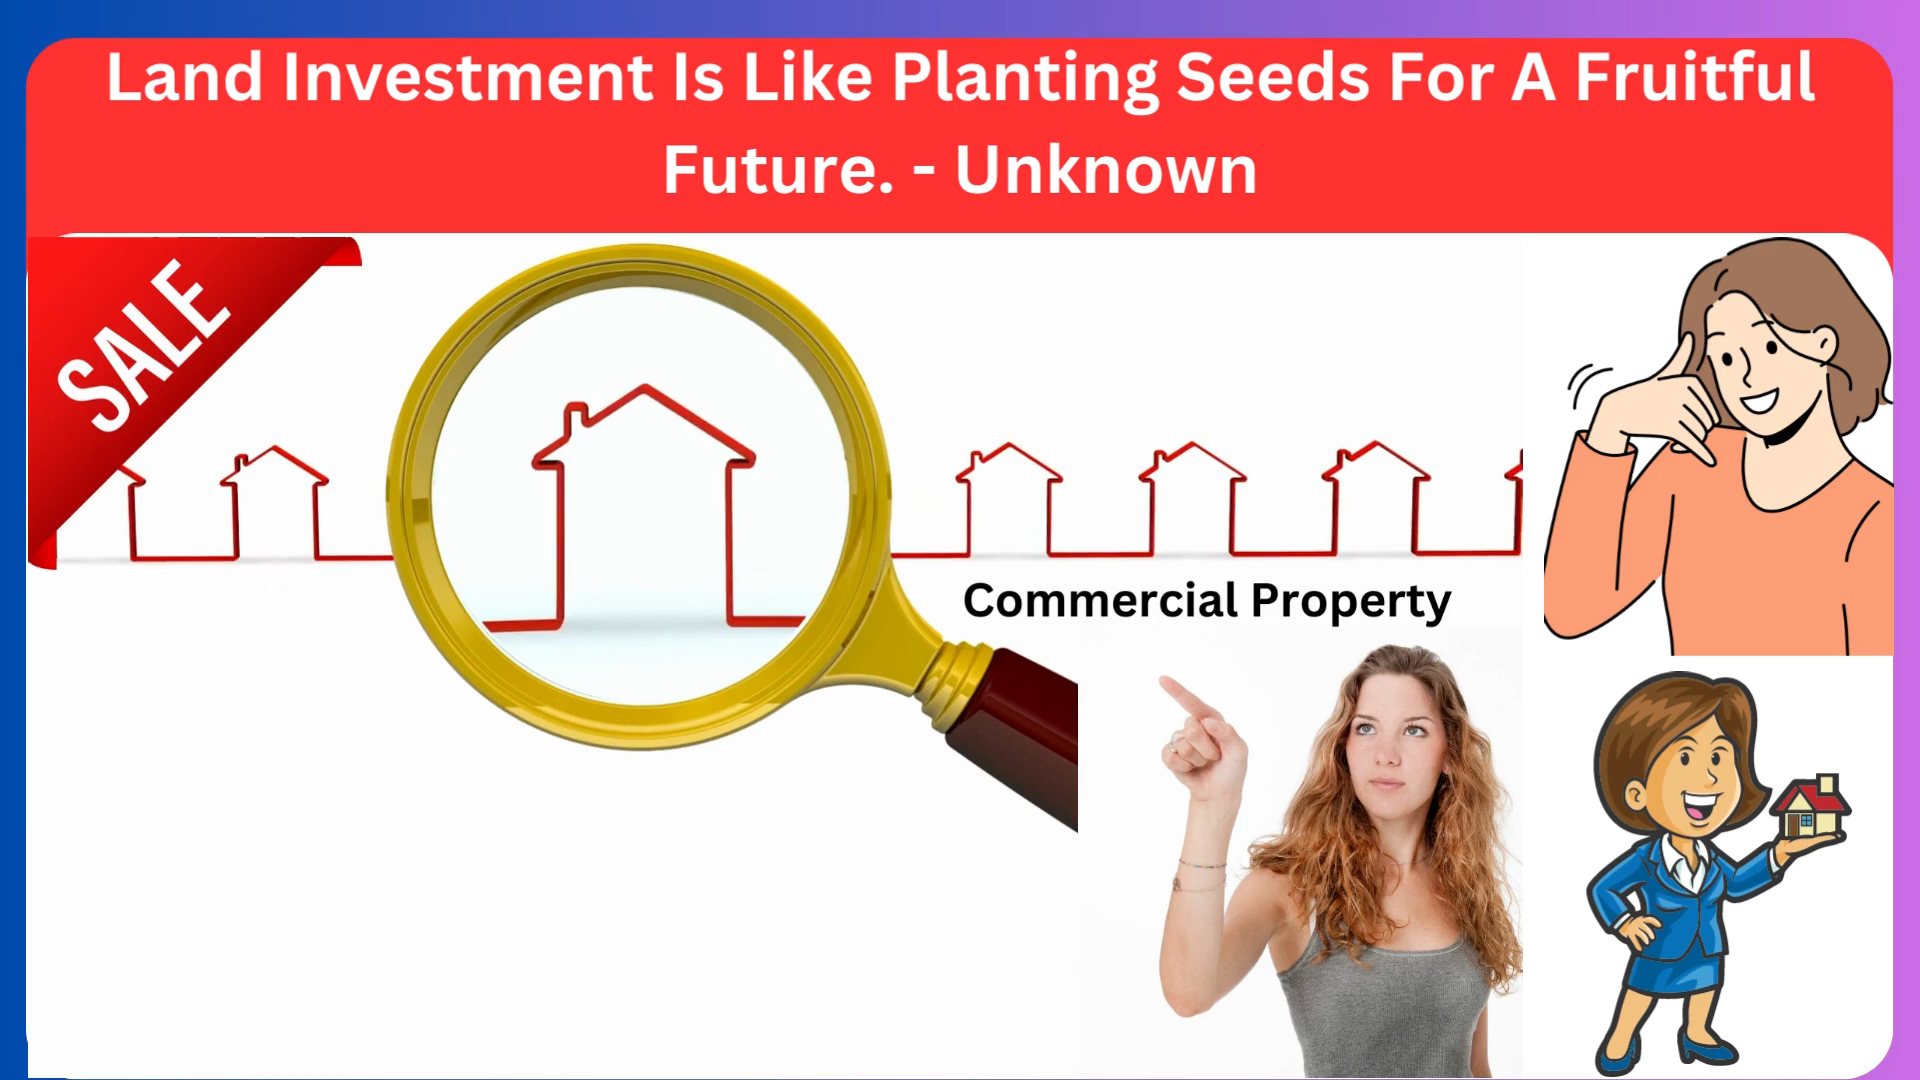 Land Investment Is Like Planting Seeds For A Fruitful
Future. - Unknown
SALE
Commercial Property